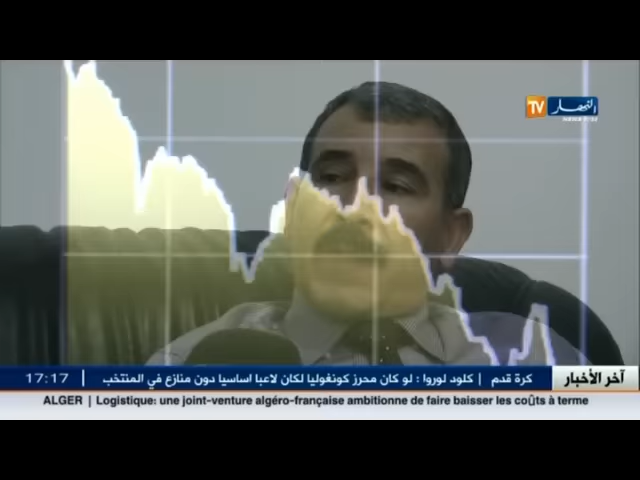 TV النهار
آخر الأخبار
كرة قدم | كلود لوروا : لو كان محرز كونغوليا لكان لاعبا اساسيا دون منازع في المنتخب
17:17
ALGER | Logistique: une joint-venture algéro-française ambitionne de faire baisser les coûts à terme